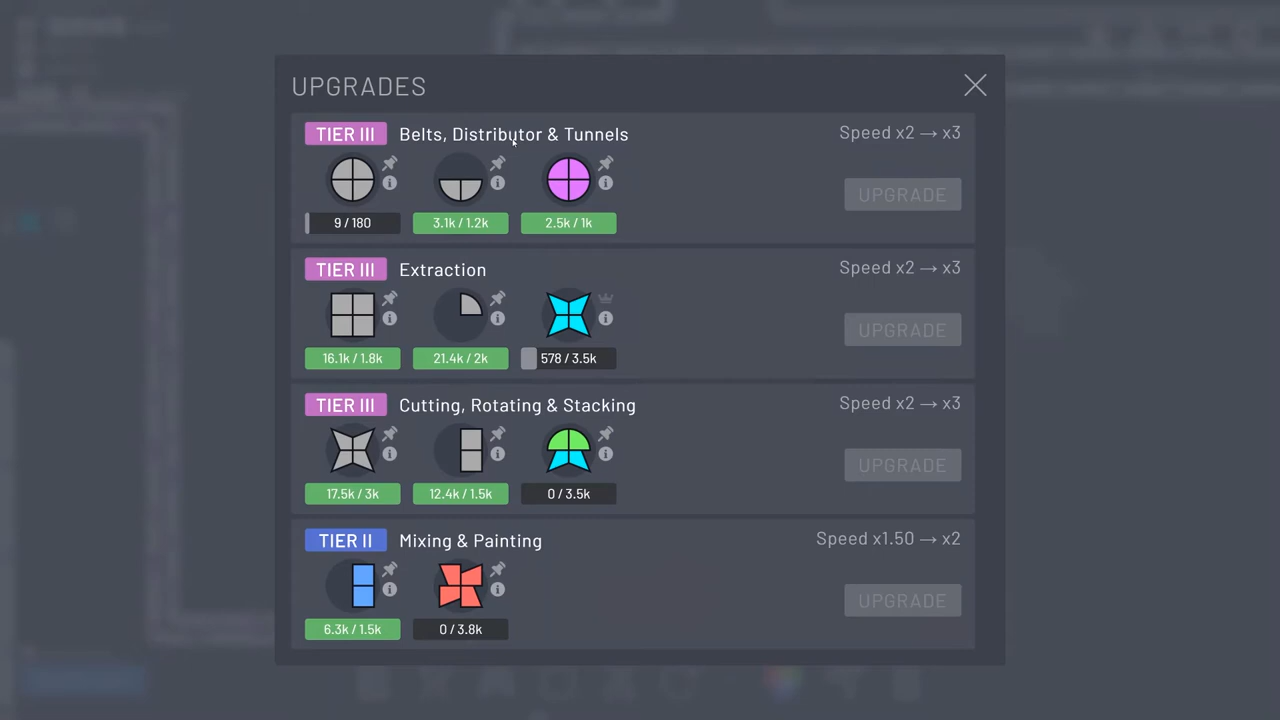 UPGRADES
TIER III Belts, Distributor & Tunnels Speed x2 → x3
UPGRADE
9 / 180 3.1k / 1.2k 2.5k / 1k
TIER III Extraction Speed x2 → x3
UPGRADE
16.1k / 1.8k 21.4k / 2k 578 / 3.5k
TIER III Cutting, Rotating & Stacking Speed x2 → x3
UPGRADE
17.5k / 3k 12.4k / 1.5k 0 / 3.5k
TIER II Mixing & Painting Speed x1.50 → x2
UPGRADE
6.3k / 1.5k 0 / 3.8k